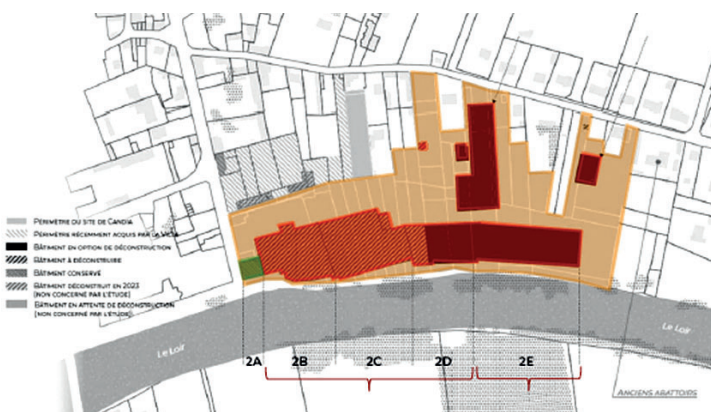 PÉRIMÈTRE DU SITE DE CANDIA
PÉRIMÈTRE RÉCEMMENT ACQUIS PAR LA VILLE
BÂTIMENT EN OPTION DE DÉCONSTRUCTION
BÂTIMENT À DÉCONSTRUIRE
BÂTIMENT CONSERVÉ
BÂTIMENT DÉCONSTRUIT EN 2023
(NON CONCERNÉ PAR L'ÉTUDE)
BÂTIMENT EN ATTENTE DE DÉCONSTRUCTION
(NON CONCERNÉ PAR L'ÉTUDE)
Le Loir
Le Loir
2A
2B
2C
2D
2E
ANCIENS ABATTOIRS